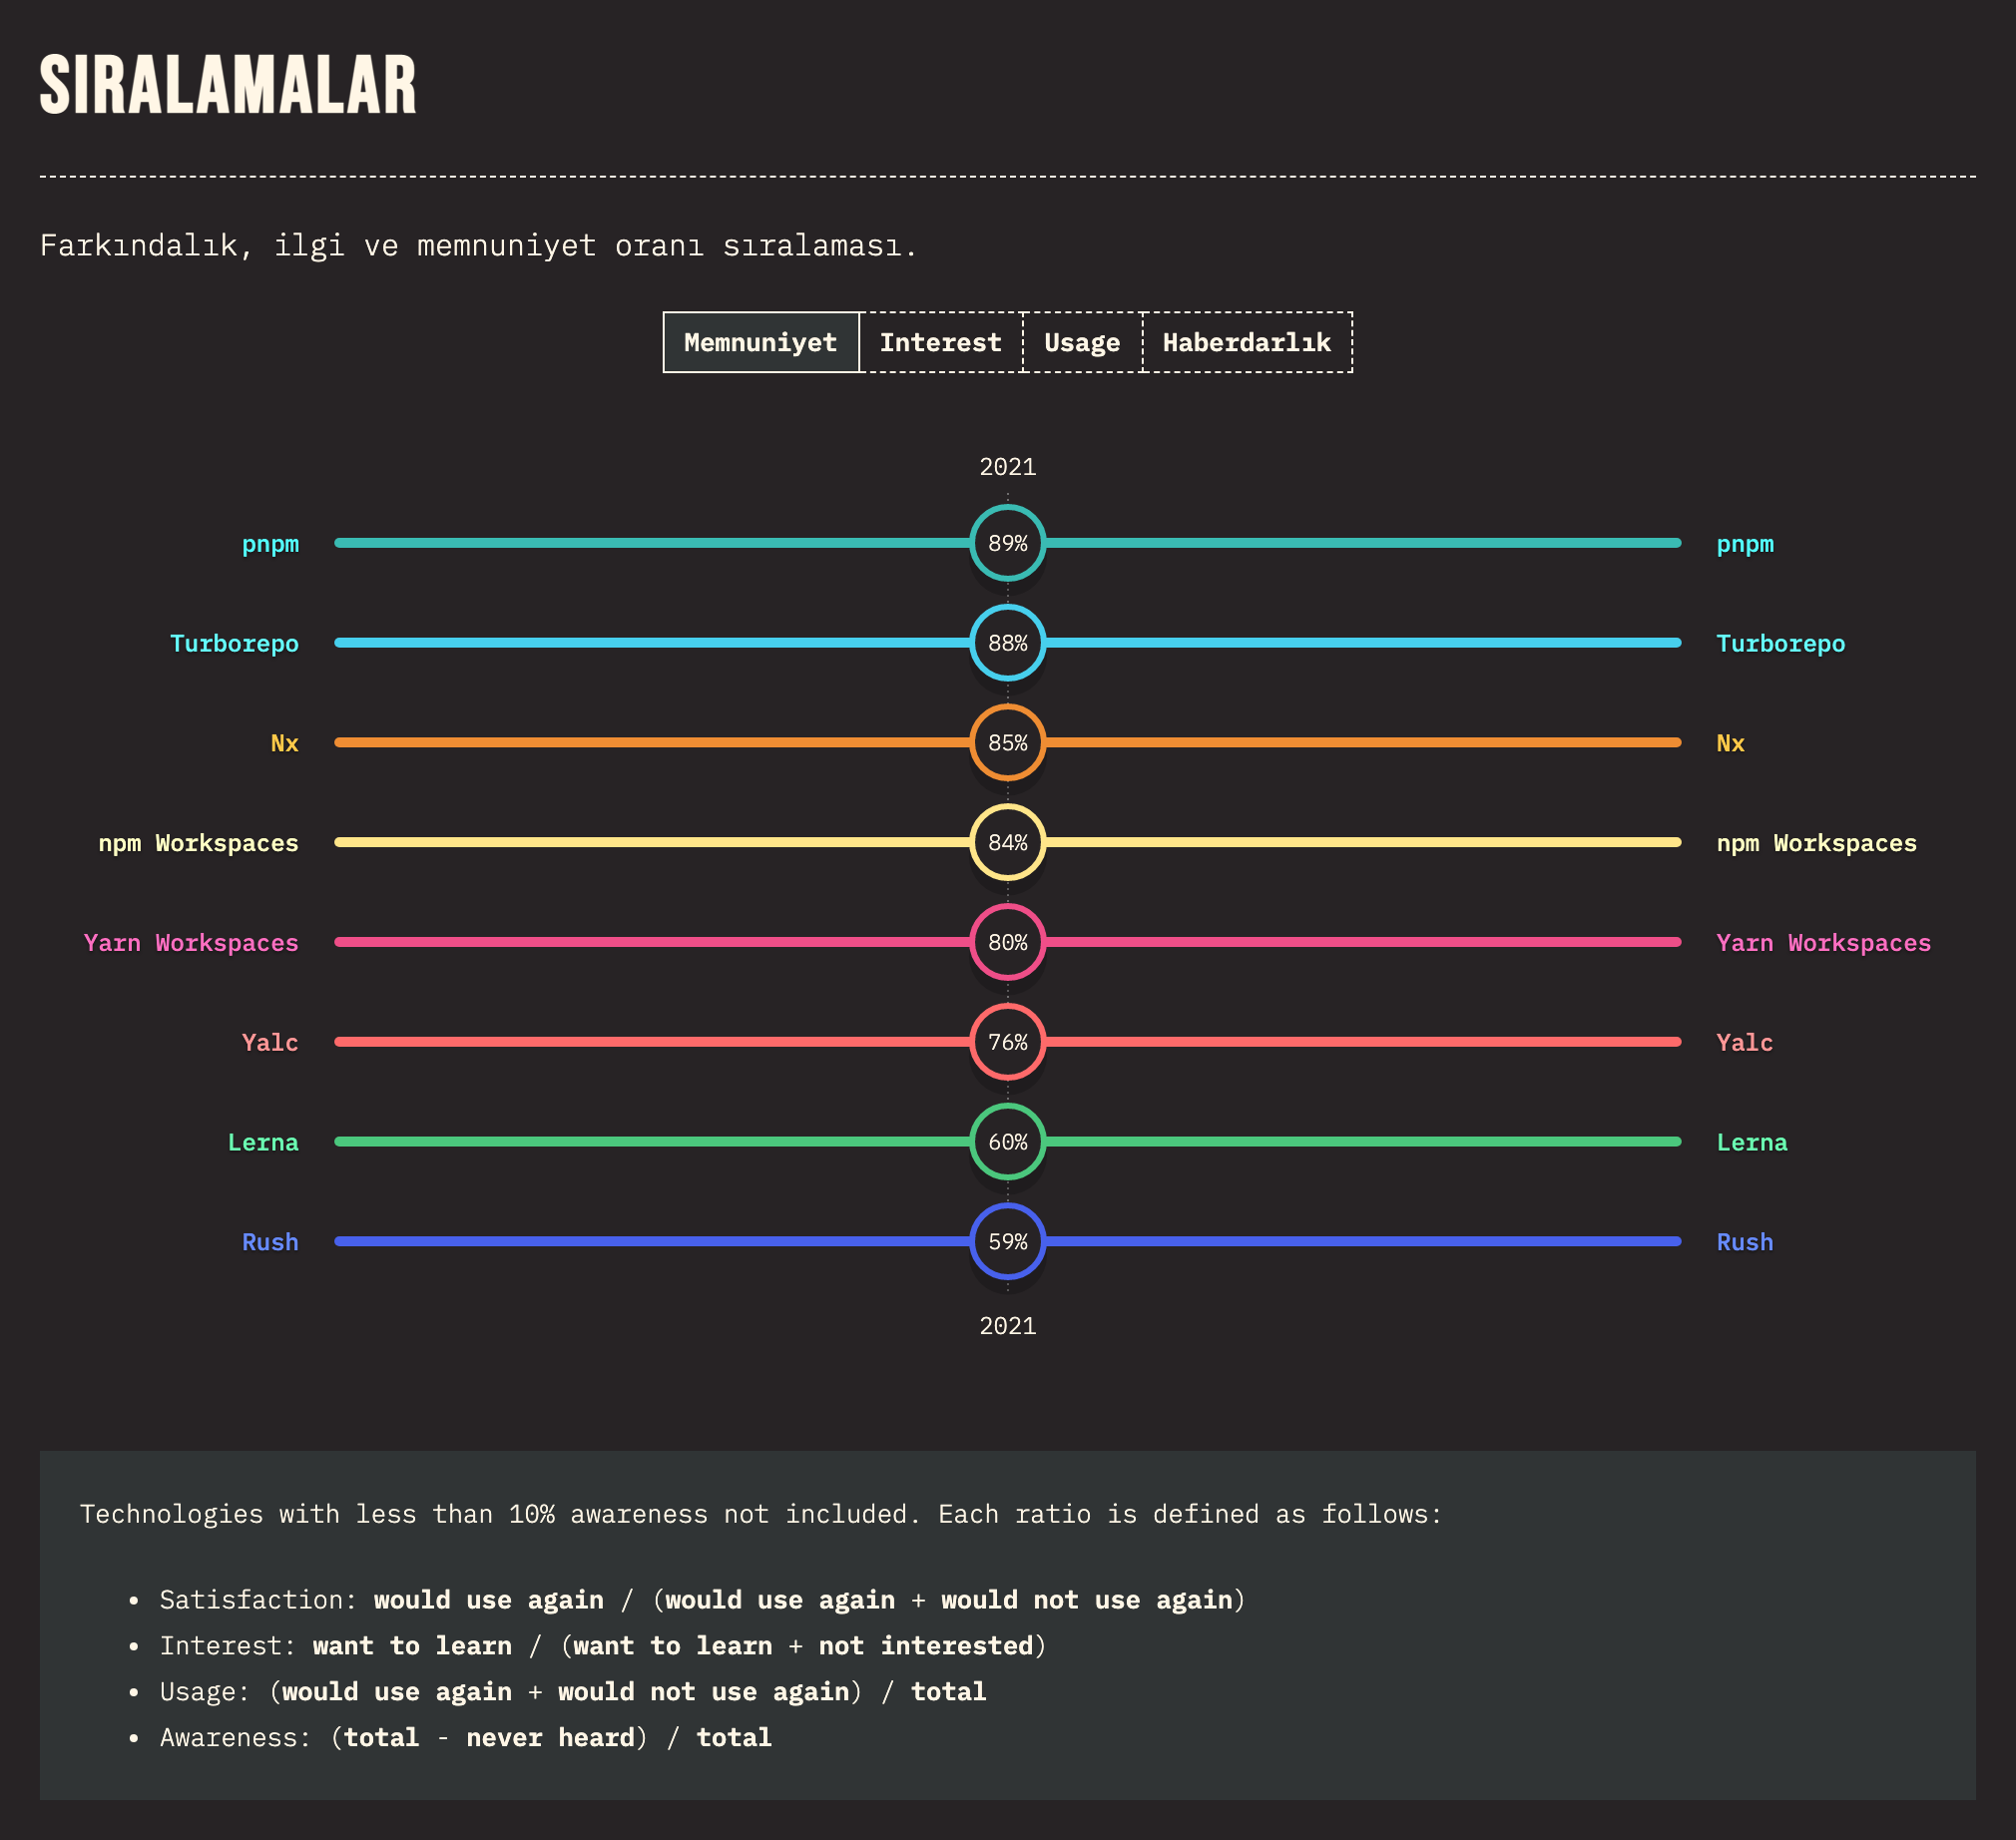 SIRALAMALAR
Farkındalık, ilgi ve memnuniyet oranı sıralaması.
Memnuniyet Interest Usage Haberdarlık
2021
pnpm 89% pnpm
Turborepo 88% Turborepo
Nx 85% Nx
npm Workspaces 84% npm Workspaces
Yarn Workspaces 80% Yarn Workspaces
Yalc 76% Yalc
Lerna 60% Lerna
Rush 59% Rush
2021
Technologies with less than 10% awareness not included. Each ratio is defined as follows:
• Satisfaction: would use again / (would use again + would not use again)
• Interest: want to learn / (want to learn + not interested)
• Usage: (would use again + would not use again) / total
• Awareness: (total - never heard) / total